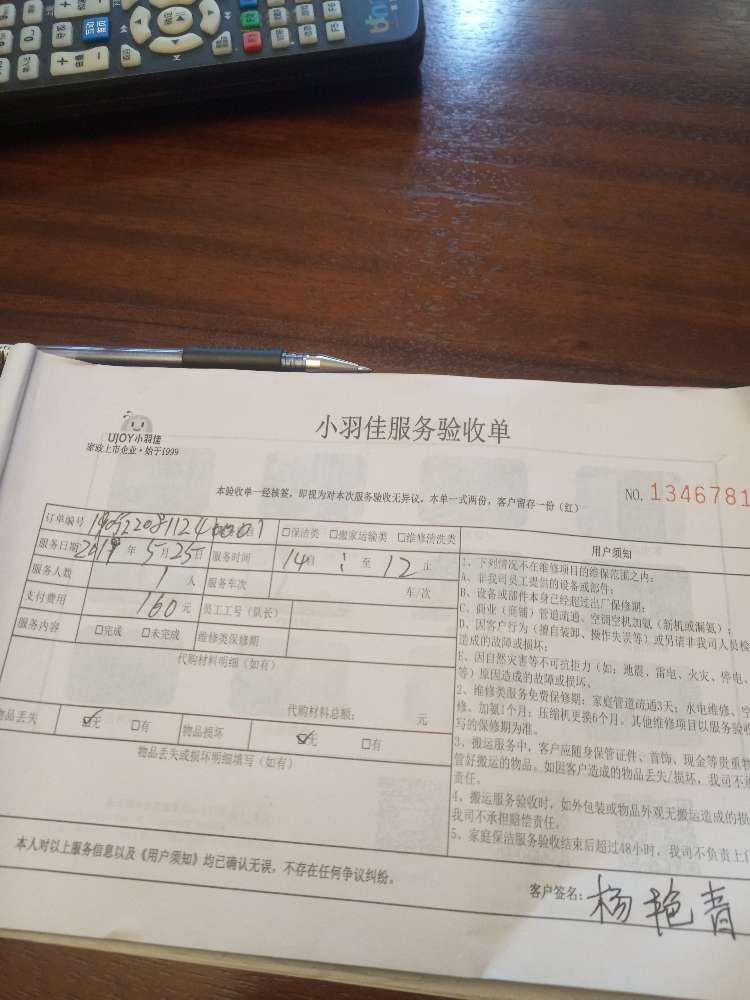 小羽佳服务验收单
UJOY小羽佳
家政上市企业·始于1999
本验收单一经核签，即视为对本次服务验收无异议，本单一式两份，客户留存一份（红）
NO. 1346781
订单编号
□保洁类 □搬家运输类 □维修清洗类
服务日期 2019 年 5 月 25 日 服务时间 14 自 : 至 12 止
服务人数 1 人 服务车次 车/次
支付费用 160 元 员工工号（队长）
服务内容 □完成 □未完成 维修类保修期
代购材料明细（如有）
代购材料总额： 元
物品丢失 ☑无 □有 物品损坏 ☑无 □有
物品丢失或损坏明细填写（如有）
用户须知
1、下列情况不在维修项目的维保范围之内：
A、非我司员工提供的设备或部件；
B、设备或部件本身已经超过出厂保修期；
C、商业（商铺）管道疏通、空调空机加氨（新机或漏氨）；
D、因客户行为（擅自装卸、操作失误等）或另请非我司人员检
造成的故障或损坏；
E、因自然灾害等不可抗拒力（如：地震、雷电、火灾、停电、
等）原因造成的故障或损坏。
2、维修类服务免费保修期：家庭管道疏通3天；水电维修、空
修、加氨1个月；压缩机更换6个月。其他维修项目以服务验收
写的保修期为准。
3、搬运服务中，客户应随身保管证件、首饰、现金等贵重物
管好搬运的物品。如因客户造成的物品丢失/损坏，我司不
责任。
4、搬运服务验收时，如外包装或物品外观无搬运造成的损
我司不承担赔偿责任。
5、家庭保洁服务验收结束后超过48小时，我司不负责上
本人对以上服务信息以及《用户须知》均已确认无误，不存在任何争议纠纷。
客户签名：杨艳青